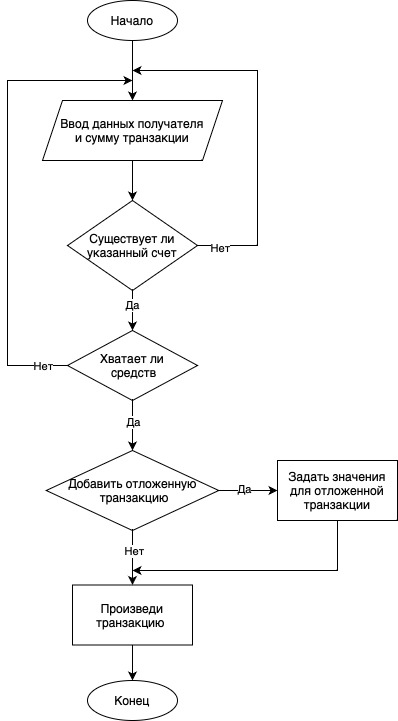 Начало
Ввод данных получателя
и сумму транзакции
Существует ли
указанный счет
Нет
Да
Хватает ли
средств
Нет
Да
Добавить отложенную
транзакцию
Да
Задать значения
для отложенной
транзакции
Нет
Произведи
транзакцию
Конец